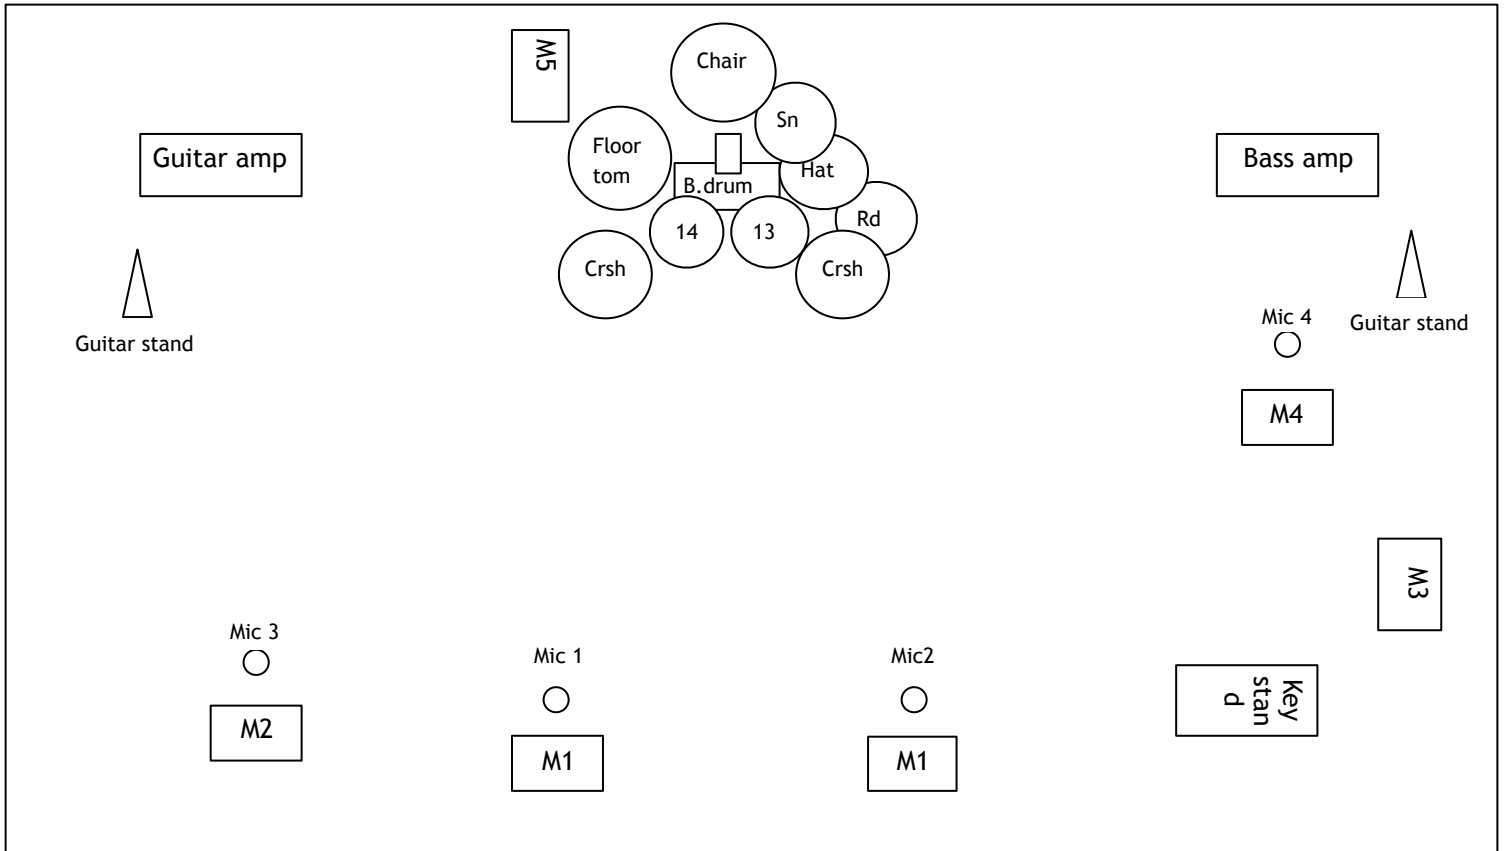 M5
Chair
Sn
Floor
tom
Guitar amp
Bass amp
Hat
B.drum
Rd
14
13
Crsh
Crsh
Mic 4
Guitar stand
Guitar stand
M4
M3
Mic 3
Mic 1
Mic2
Key
stan
d
M2
M1
M1